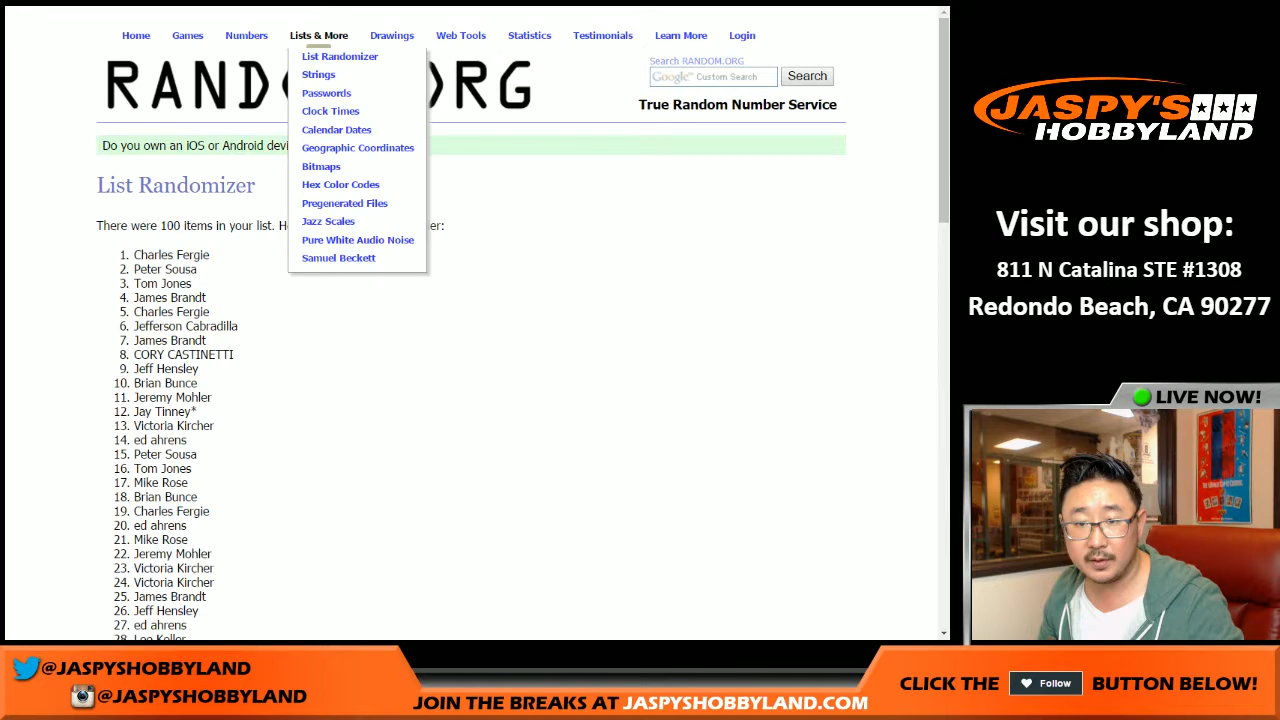 Home Games Numbers Lists & More Drawings Web Tools Statistics Testimonials Learn More Login
List Randomizer
Strings
Passwords
Clock Times
Calendar Dates
Geographic Coordinates
Bitmaps
Hex Color Codes
Pregenerated Files
Jazz Scales
Pure White Audio Noise
Samuel Beckett
RAND RG
Search RANDOM.ORG
Google™ Custom Search Search
True Random Number Service
Do you own an iOS or Android devi
List Randomizer
There were 100 items in your list. H er:
1. Charles Fergie
2. Peter Sousa
3. Tom Jones
4. James Brandt
5. Charles Fergie
6. Jefferson Cabradilla
7. James Brandt
8. CORY CASTINETTI
9. Jeff Hensley
10. Brian Bunce
11. Jeremy Mohler
12. Jay Tinney*
13. Victoria Kircher
14. ed ahrens
15. Peter Sousa
16. Tom Jones
17. Mike Rose
18. Brian Bunce
19. Charles Fergie
20. ed ahrens
21. Mike Rose
22. Jeremy Mohler
23. Victoria Kircher
24. Victoria Kircher
25. James Brandt
26. Jeff Hensley
27. ed ahrens
28. Lee Keller
JASPY'S
HOBBYLAND
Visit our shop:
811 N Catalina STE #1308
Redondo Beach, CA 90277
LIVE NOW!
@JASPYSHOBBYLAND
@JASPYSHOBBYLAND
JOIN THE BREAKS AT JASPYSHOBBYLAND.COM
CLICK THE Follow BUTTON BELOW!